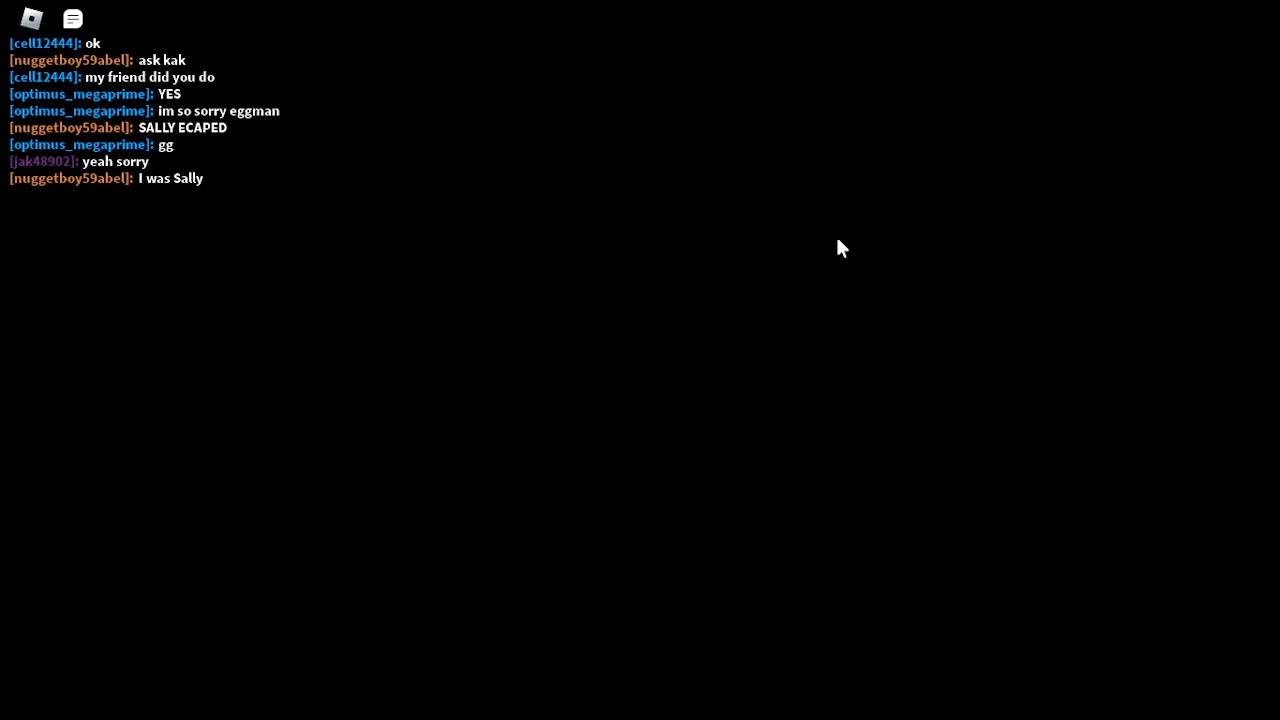 [cell12444]: ok
[nuggetboy59abel]: ask kak
[cell12444]: my friend did you do
[optimus_megaprime]: YES
[optimus_megaprime]: im so sorry eggman
[nuggetboy59abel]: SALLY ECAPED
[optimus_megaprime]: gg
[jak48902]: yeah sorry
[nuggetboy59abel]: I was Sally